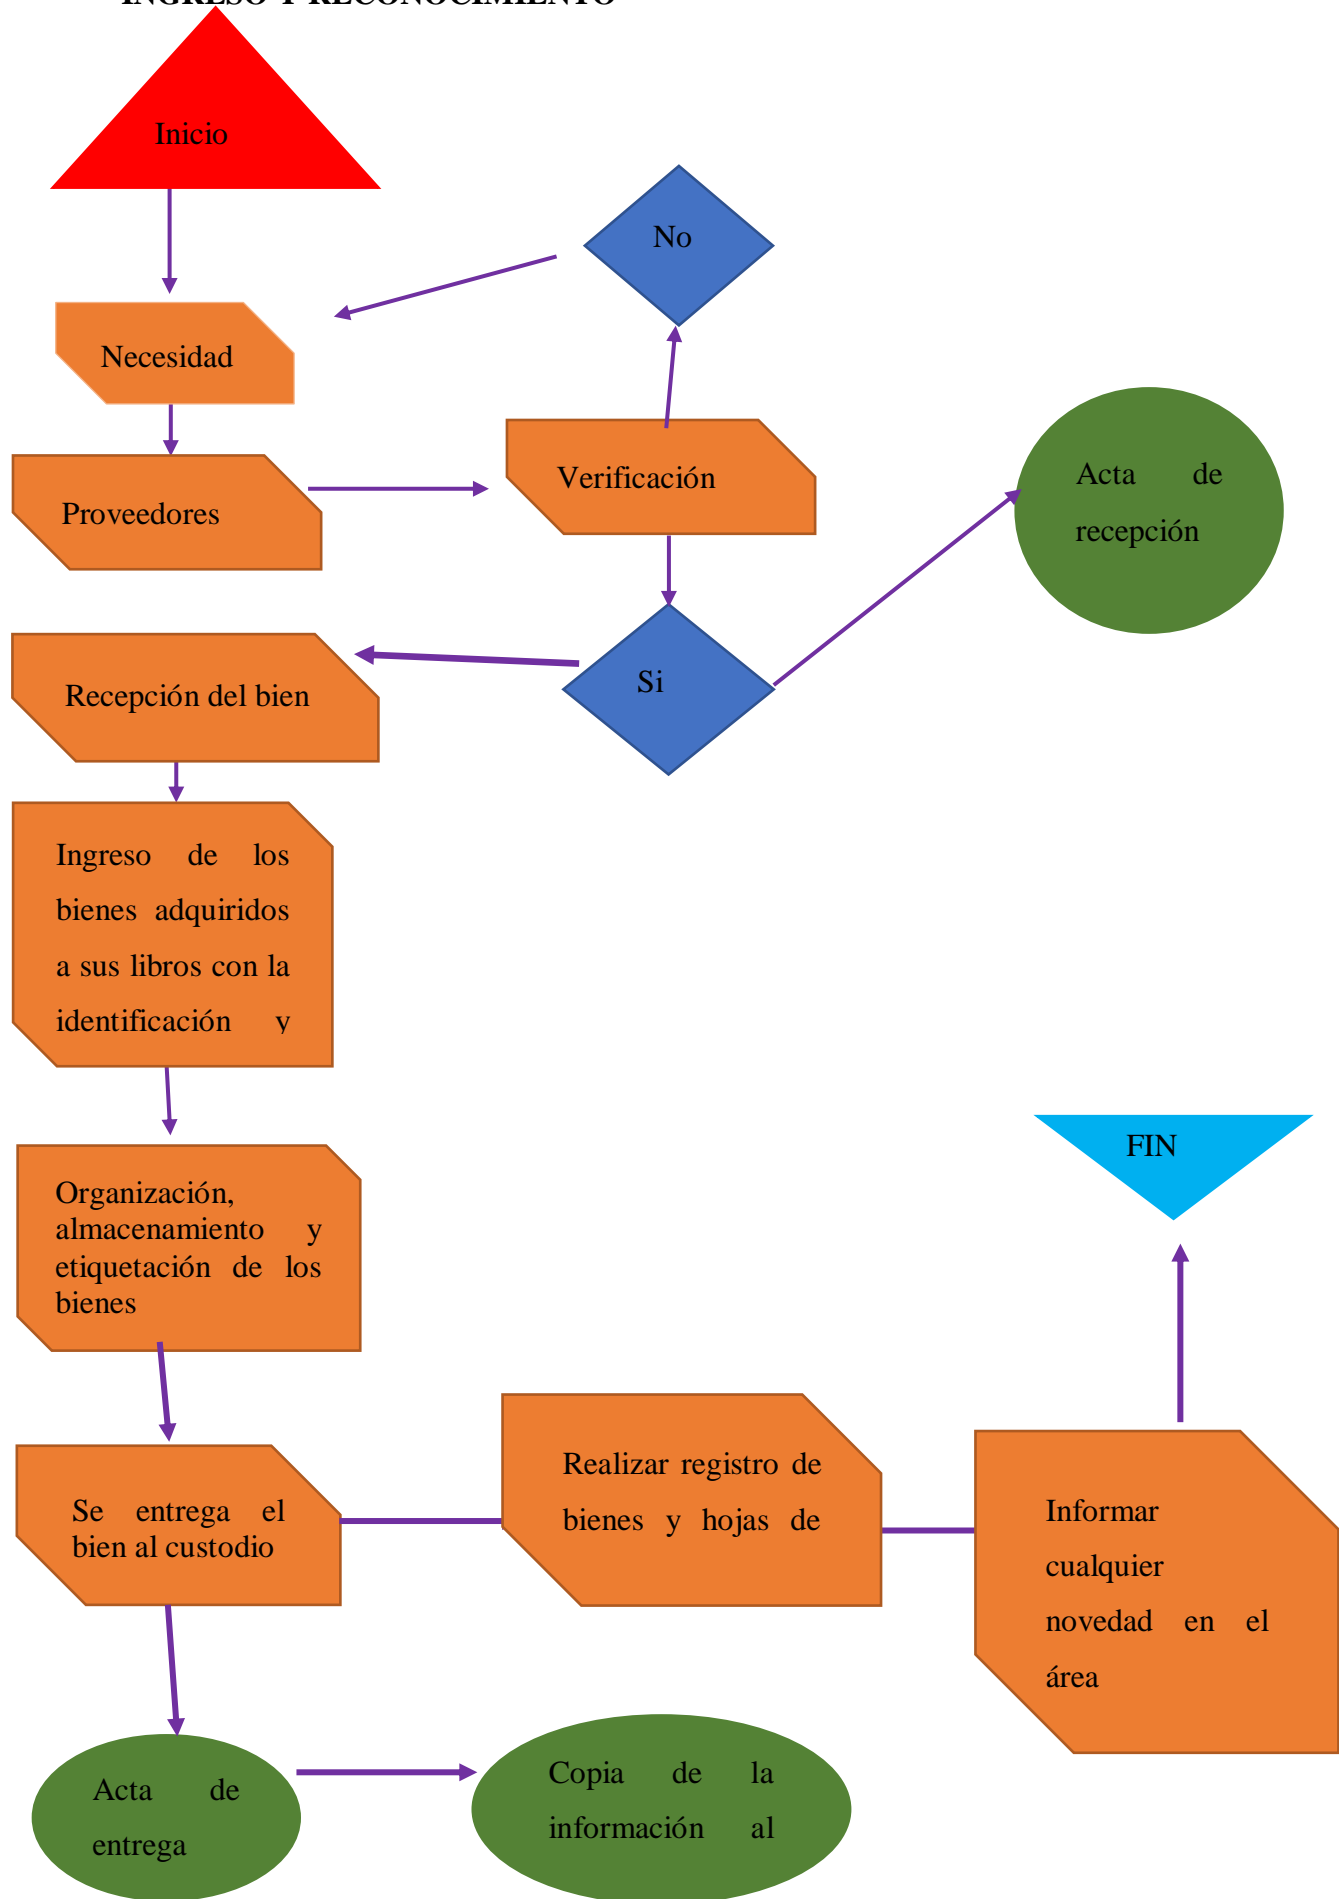 INGRESO Y RECONOCIMIENTO
Inicio
No
Necesidad
Verificación
Proveedores
Acta de
recepción
Si
Recepción del bien
Ingreso de los
bienes adquiridos
a sus libros con la
identificación y
Organización,
almacenamiento y
etiquetación de los
bienes
FIN
Se entrega el
bien al custodio
Realizar registro de
bienes y hojas de
Informar
cualquier
novedad en el
área
Acta de
entrega
Copia de la
información al